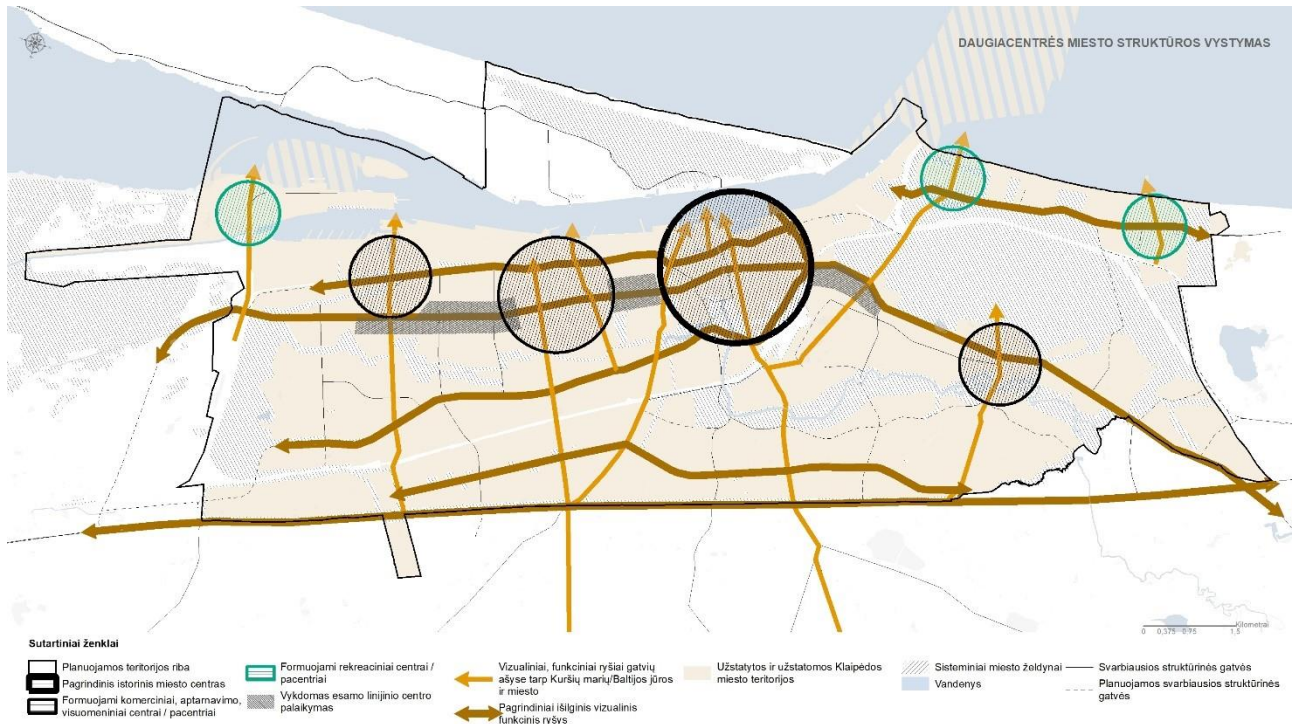 DAUGIACENTRĖS MIESTO STRUKTŪROS VYSTYMAS
Kilometrai
0 0,375 0,75 1,5
Sutartiniai ženklai
Planuojamos teritorijos riba
Pagrindinis istorinis miesto centras
Formuojami komerciniai, aptarnavimo,
visuomeniniai centrai / pacentriai
Formuojami rekreaciniai centrai /
pacentriai
Vykdomas esamo linijinio centro
palaikymas
Vizualiniai, funkciniai ryšiai gatvių
ašyse tarp Kuršių marių/Baltijos jūros
ir miesto
Pagrindiniai išilginis vizualinis
funkcinis ryšys
Užstatytos ir užstatomos Klaipėdos
miesto teritorijos
Sisteminiai miesto želdynai
Vandenys
Svarbiausios struktūrinės gatvės
Planuojamos svarbiausios struktūrinės
gatvės